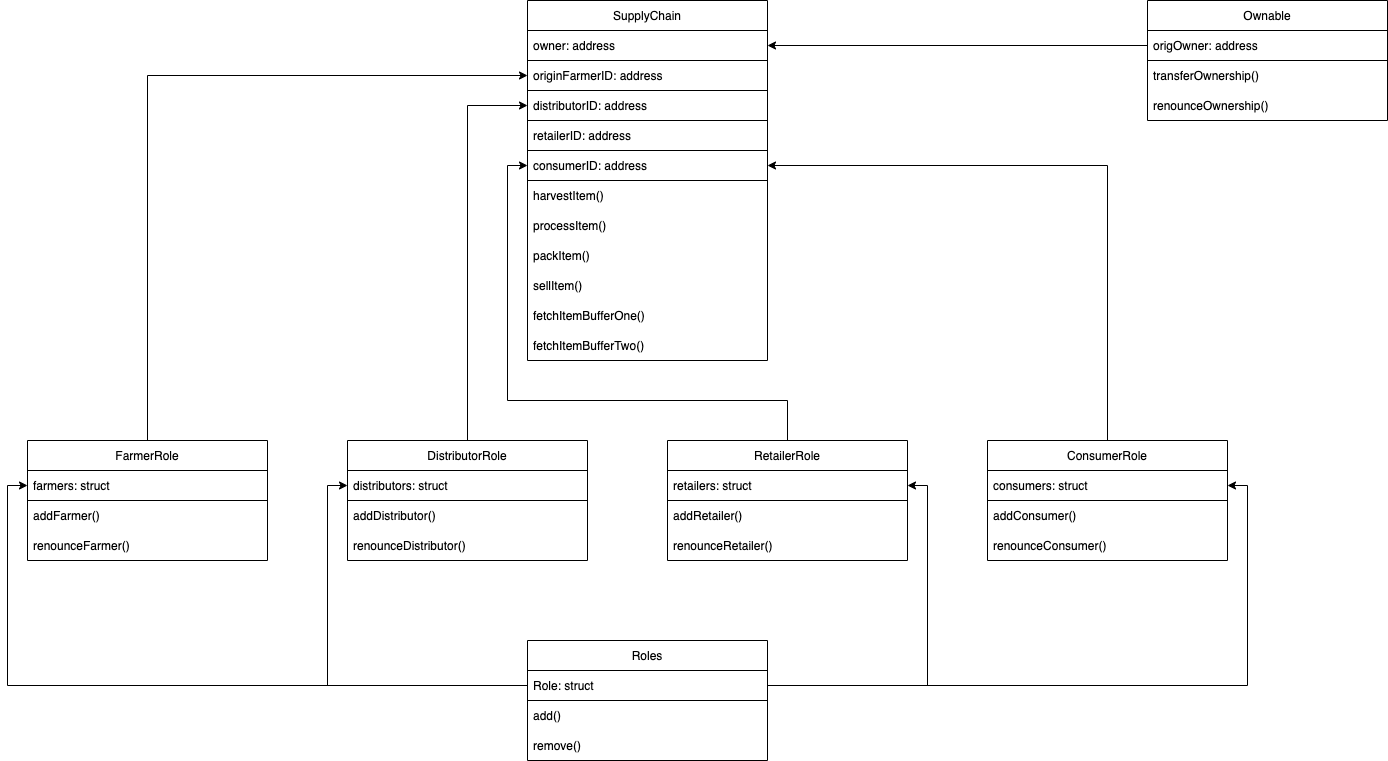 SupplyChain
owner: address
originFarmerID: address
distributorID: address
retailerID: address
consumerID: address
harvestItem()
processItem()
packItem()
sellItem()
fetchItemBufferOne()
fetchItemBufferTwo()
Ownable
origOwner: address
transferOwnership()
renounceOwnership()
FarmerRole
farmers: struct
addFarmer()
renounceFarmer()
DistributorRole
distributors: struct
addDistributor()
renounceDistributor()
RetailerRole
retailers: struct
addRetailer()
renounceRetailer()
ConsumerRole
consumers: struct
addConsumer()
renounceConsumer()
Roles
Role: struct
add()
remove()